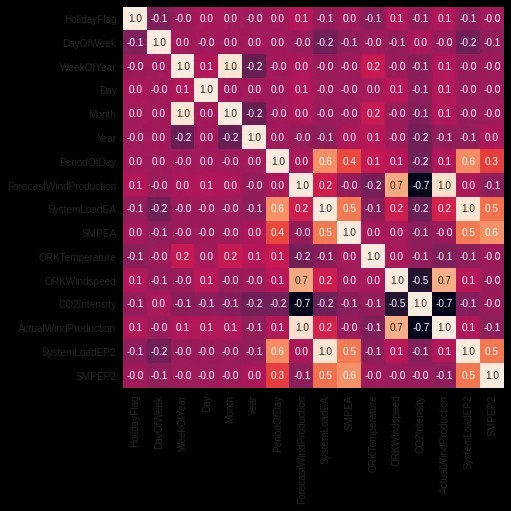 HolidayFlag 1.0 -0.1 -0.0 0.0 -0.0 -0.0 0.0 0.1 -0.1 0.0 -0.1 0.1 -0.1 0.1 -0.1 -0.0
DayOfWeek -0.1 1.0 0.0 -0.0 0.0 0.0 -0.0 -0.0 -0.2 -0.1 -0.0 -0.1 0.0 -0.0 -0.2 -0.1
WeekOfYear -0.0 0.0 1.0 0.1 1.0 -0.2 -0.0 0.0 -0.0 0.0 0.2 -0.0 -0.1 0.1 -0.0 -0.0
Day 0.0 -0.0 0.1 1.0 0.0 0.0 -0.0 0.1 -0.0 -0.0 -0.0 0.1 -0.1 0.1 -0.0 0.0
Month -0.0 0.0 1.0 0.0 1.0 -0.2 -0.0 0.0 -0.0 0.0 0.2 -0.0 -0.1 0.1 -0.0 -0.0
Year -0.0 0.0 -0.2 0.0 -0.2 1.0 0.0 -0.0 -0.1 -0.0 0.1 -0.0 -0.2 -0.1 -0.1 0.0
PeriodOfDay 0.0 -0.0 -0.0 -0.0 -0.0 0.0 1.0 0.0 0.6 0.4 0.1 0.1 -0.2 0.1 0.6 0.3
ForecastWindProduction 0.1 -0.0 0.0 0.1 0.0 -0.0 0.0 1.0 0.2 -0.0 -0.2 0.7 -0.7 1.0 0.0 -0.1
SystemLoadEA -0.1 -0.2 -0.0 -0.0 -0.0 -0.1 0.6 0.2 1.0 0.5 -0.1 0.2 -0.2 0.2 1.0 0.5
SMPEA 0.0 -0.1 0.0 -0.0 0.0 -0.0 0.4 -0.0 0.5 1.0 0.0 -0.0 -0.1 -0.0 0.5 0.6
ORKTemperature -0.1 -0.0 0.2 -0.0 0.2 0.1 0.1 -0.2 -0.1 0.0 1.0 0.0 -0.1 -0.1 -0.1 -0.0
ORKWindspeed 0.1 -0.1 -0.0 0.1 -0.0 -0.0 0.1 0.7 0.2 -0.0 0.0 1.0 -0.5 0.7 0.1 -0.0
CO2Intensity -0.1 0.0 -0.1 -0.1 -0.1 -0.2 -0.2 -0.7 -0.2 -0.1 -0.1 -0.5 1.0 -0.7 -0.1 -0.0
ActualWindProduction 0.1 -0.0 0.1 0.1 0.1 -0.1 0.1 1.0 0.2 -0.0 -0.1 0.7 -0.7 1.0 0.1 -0.1
SystemLoadEP2 -0.1 -0.2 -0.0 -0.0 -0.0 -0.1 0.6 0.0 1.0 0.5 -0.1 0.1 -0.1 0.1 1.0 0.5
SMPEP2 -0.0 -0.1 -0.0 0.0 -0.0 0.0 0.3 -0.1 0.5 0.6 -0.0 -0.0 -0.0 -0.1 0.5 1.0
HolidayFlag
DayOfWeek
WeekOfYear
Day
Month
Year
PeriodOfDay
ForecastWindProduction
SystemLoadEA
SMPEA
ORKTemperature
ORKWindspeed
CO2Intensity
ActualWindProduction
SystemLoadEP2
SMPEP2